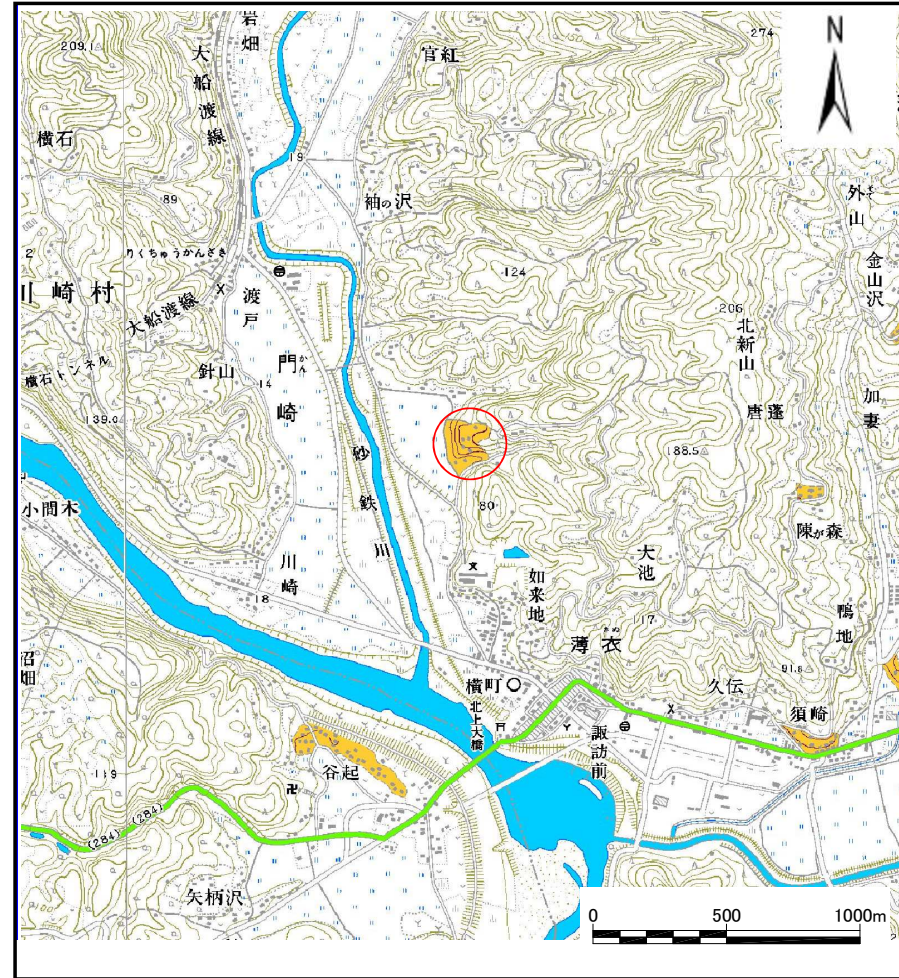 岩畑
209.1
大船渡線
官紅
274
N
横石
19
89
袖の沢
外山
りくちゅうかんざき
124
金山沢
川崎村
大船渡線
渡戸
206
北新山
横石トンネル
針山
14
門崎
かん
加妻
唐蓬
139.0
砂鉄川
188.5
小間木
80
陳が森
川崎
18
如来地
大池
鴨地
17
薄衣
沼畑
91.8
横町
久伝
須崎
北上大橋
諏訪前
谷起
139
(284)
(284)
矢柄沢
0 500 1000m